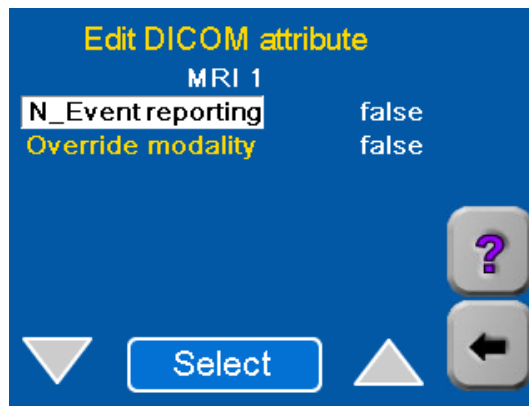 Edit DICOM attribute
MRI 1
N_Event reporting false
Override modality false
?
Select